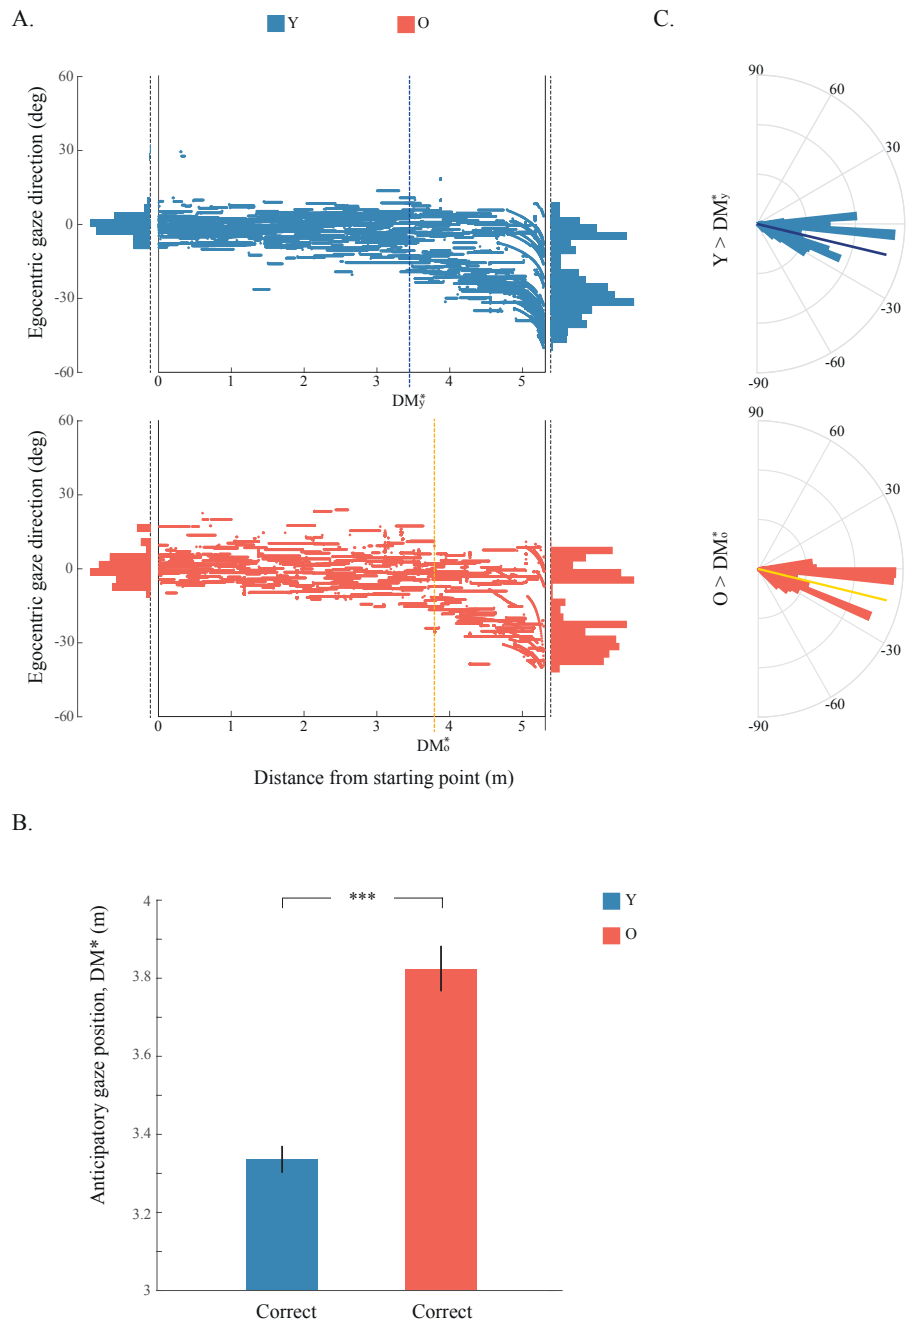 A.
Y
O
C.
Egocentric gaze direction (deg)
60
30
0
-30
-60
0
1
2
3
4
5
DM*y
Y > DM*y
90
60
30
-30
-60
-90
Egocentric gaze direction (deg)
60
30
0
-30
-60
0
1
2
3
4
5
DM*o
Distance from starting point (m)
O > DM*o
90
60
30
-30
-60
-90
B.
Anticipatory gaze position, DM* (m)
4
3.8
3.6
3.4
3.2
3
***
Y
O
Correct
Correct